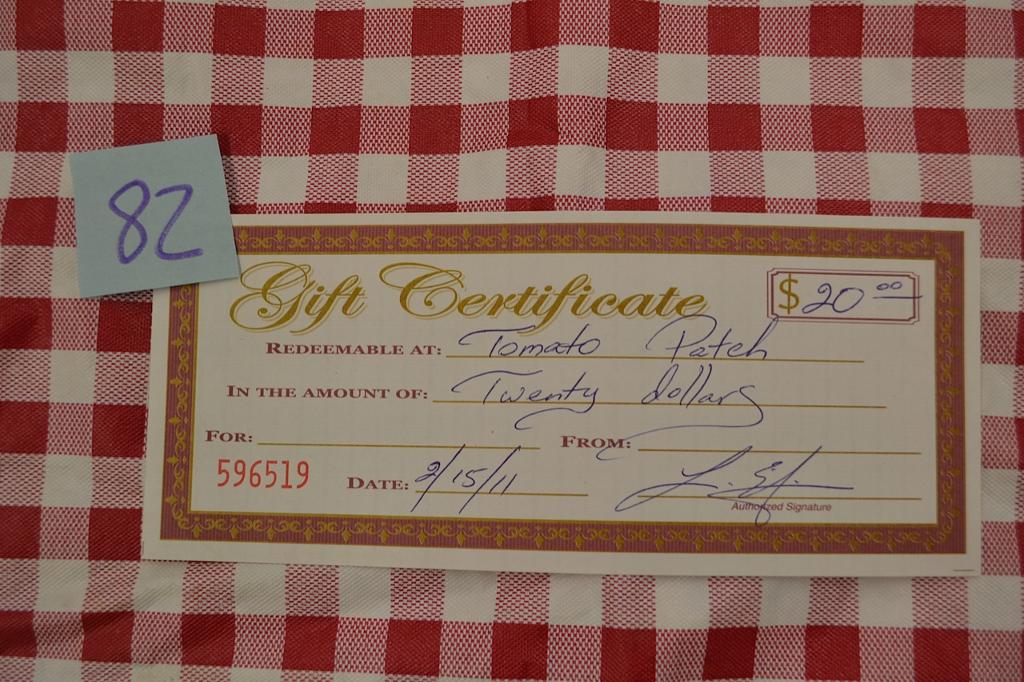 82
Gift Certificate $ 20 00
REDEEMABLE AT: Tomato Patch
IN THE AMOUNT OF: Twenty dollars
FOR: FROM:
596519 DATE: 2/15/11
Authorized Signature